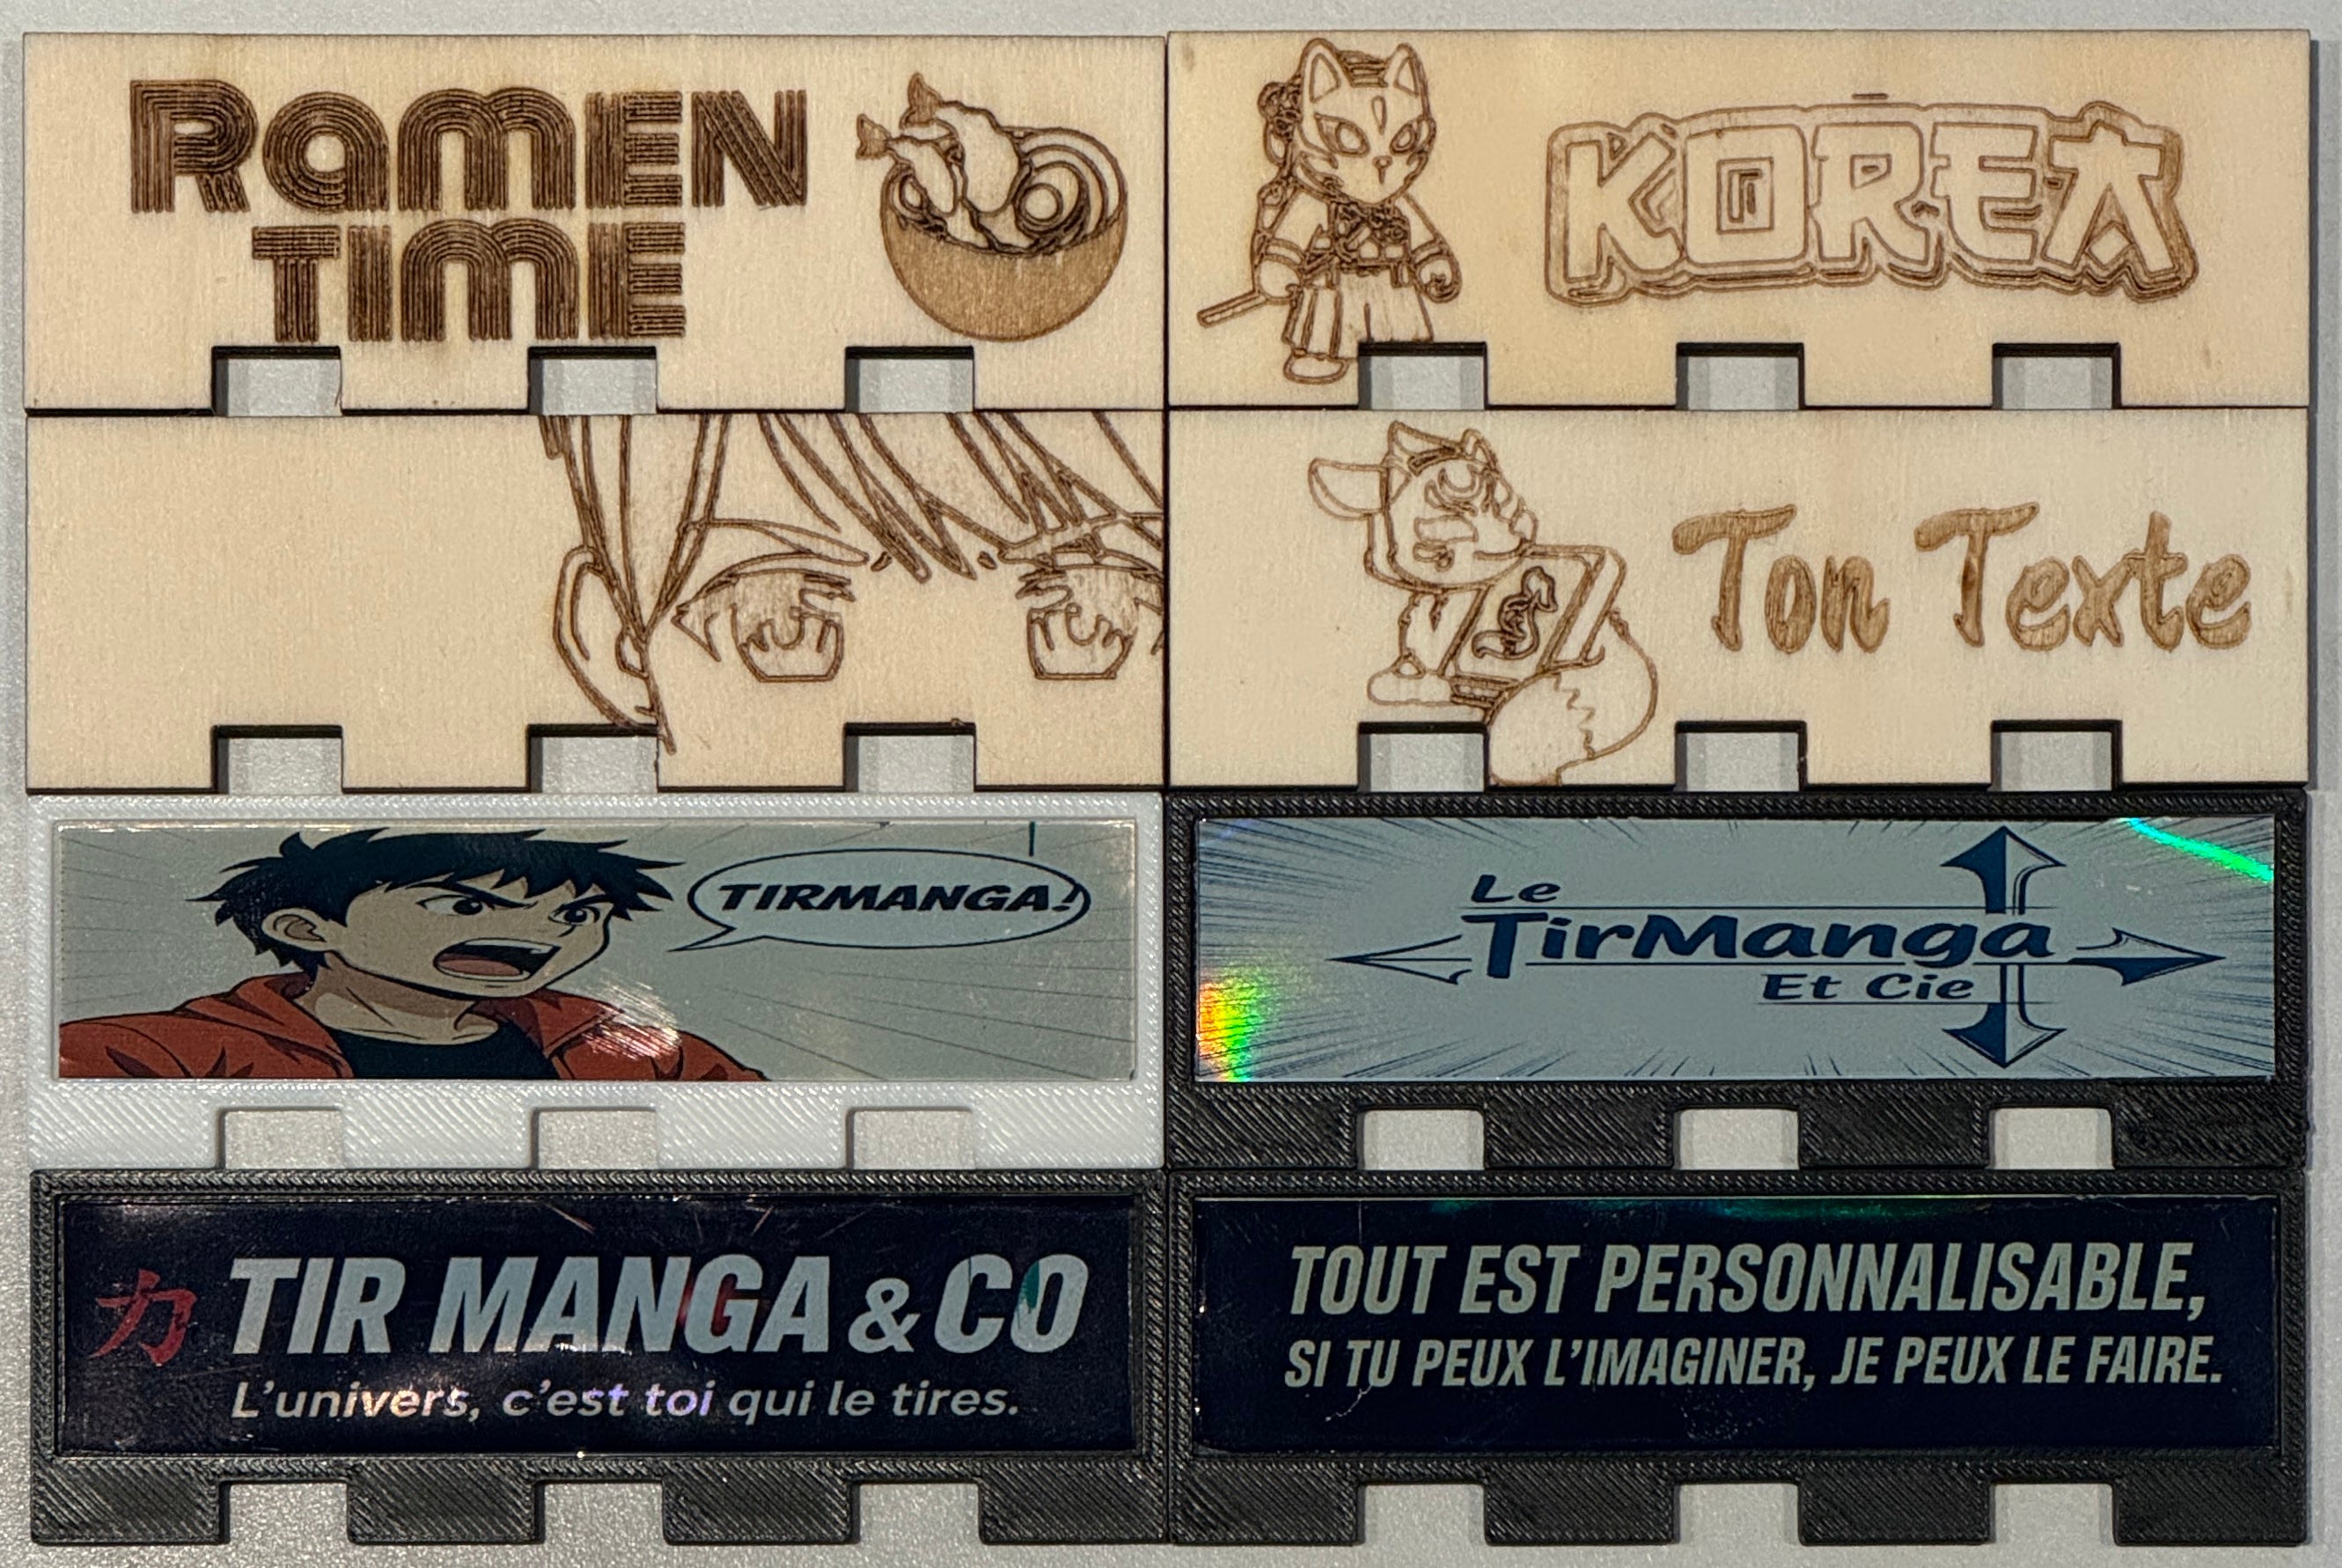 RAMEN
TIME
KOREA
Ton Texte
TIRMANGA!
Le
TirManga
Et Cie
力 TIR MANGA & CO
L'univers, c'est toi qui le tires.
TOUT EST PERSONNALISABLE,
SI TU PEUX L'IMAGINER, JE PEUX LE FAIRE.